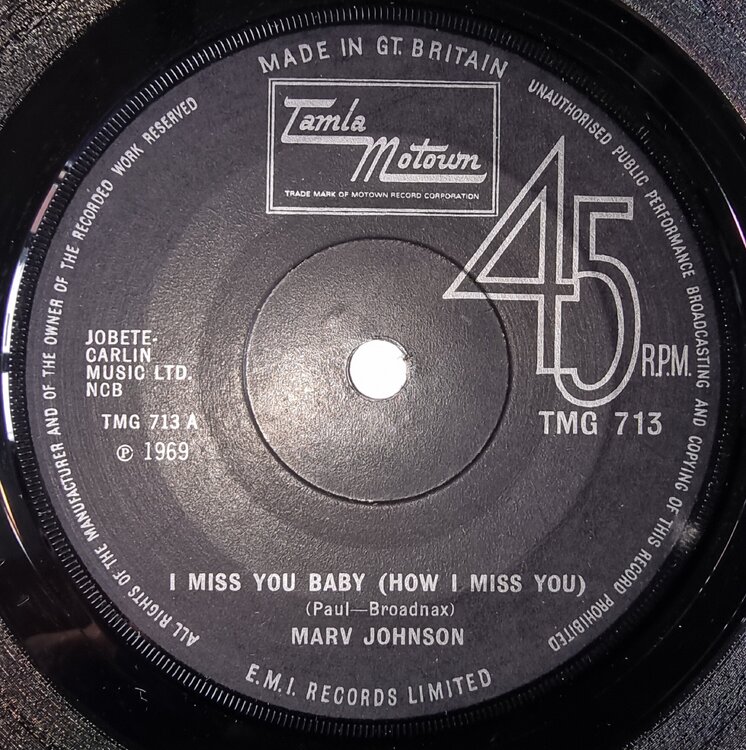 MADE IN GT. BRITAIN
UNAUTHORISED PUBLIC PERFORMANCE BROADCASTING AND COPYING OF THIS RECORD PROHIBITED
ALL RIGHTS OF THE MANUFACTURER AND OF THE OWNER OF THE RECORDED WORK RESERVED
Tamla
Motown
TRADE MARK OF MOTOWN RECORD CORPORATION
45
R.P.M.
JOBETE-
CARLIN
MUSIC LTD.
NCB
TMG 713 A
℗ 1969
TMG 713
I MISS YOU BABY (HOW I MISS YOU)
(Paul—Broadnax)
MARV JOHNSON
E.M.I. RECORDS LIMITED